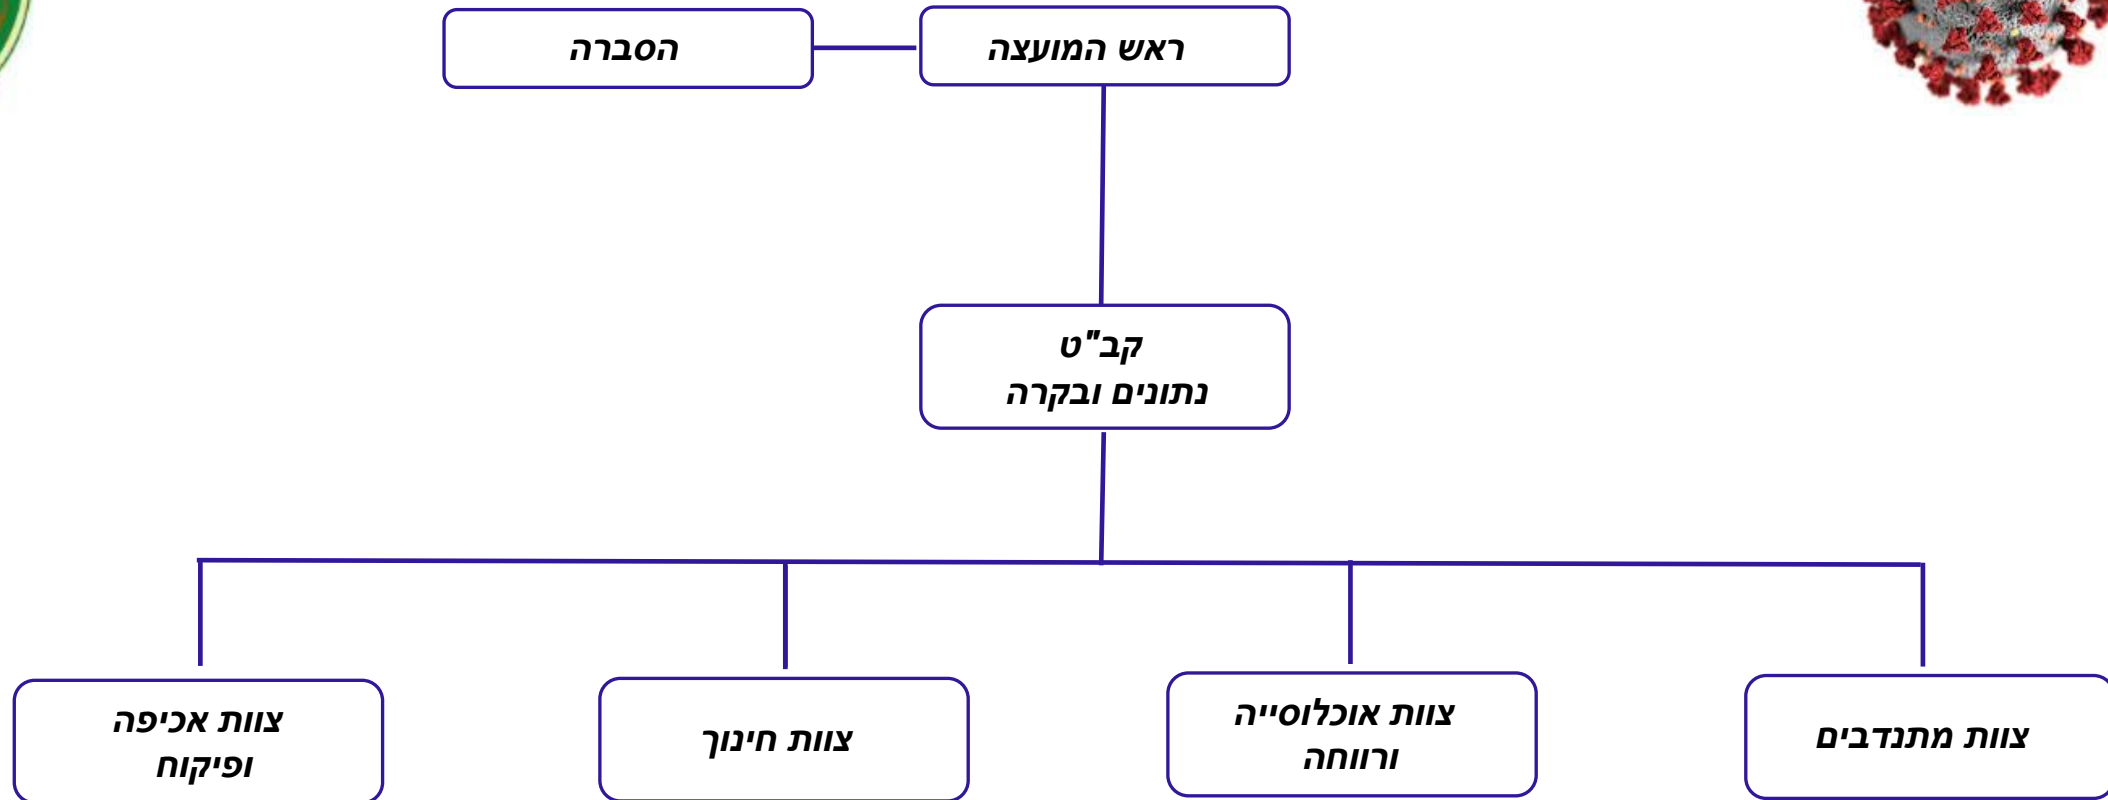 ראש המועצה
הסברה
קב"ט
נתונים ובקרה
צוות מתנדבים
צוות אוכלוסייה
ורווחה
צוות חינוך
צוות אכיפה
ופיקוח